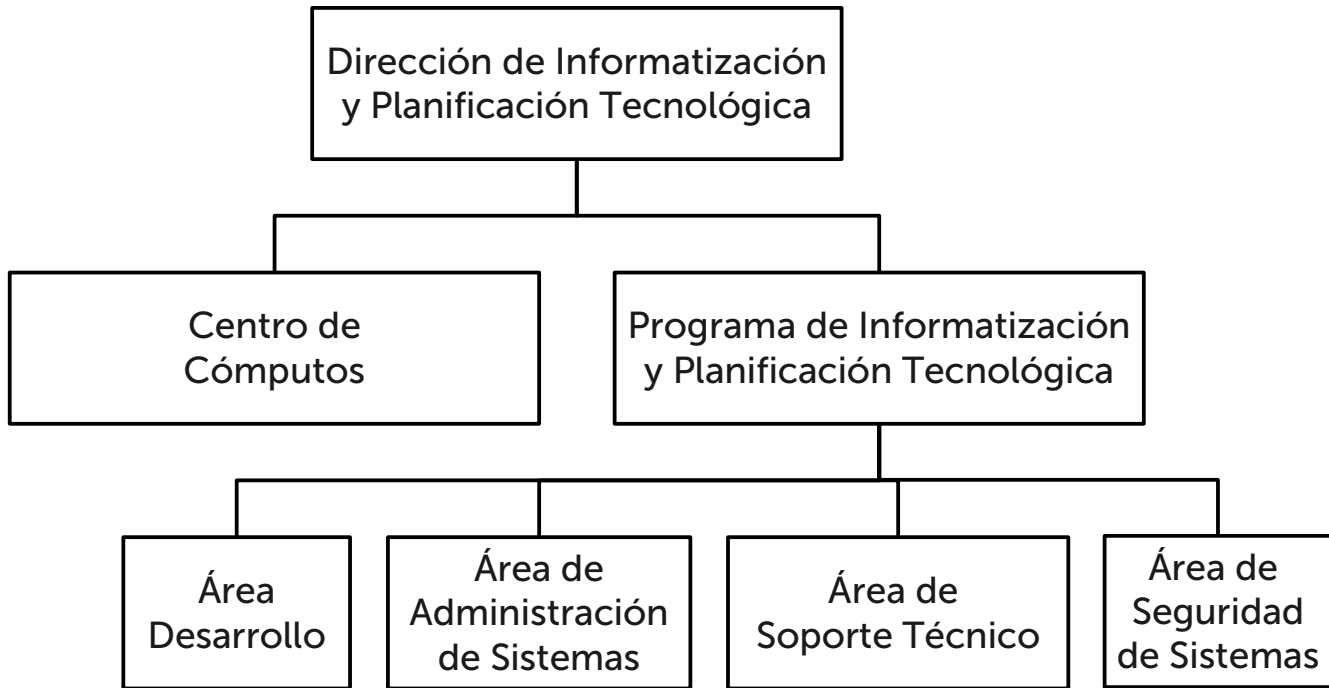 Dirección de Informatización
y Planificación Tecnológica
Centro de
Cómputos
Programa de Informatización
y Planificación Tecnológica
Área
Desarrollo
Área de
Administración
de Sistemas
Área de
Soporte Técnico
Área de
Seguridad
de Sistemas